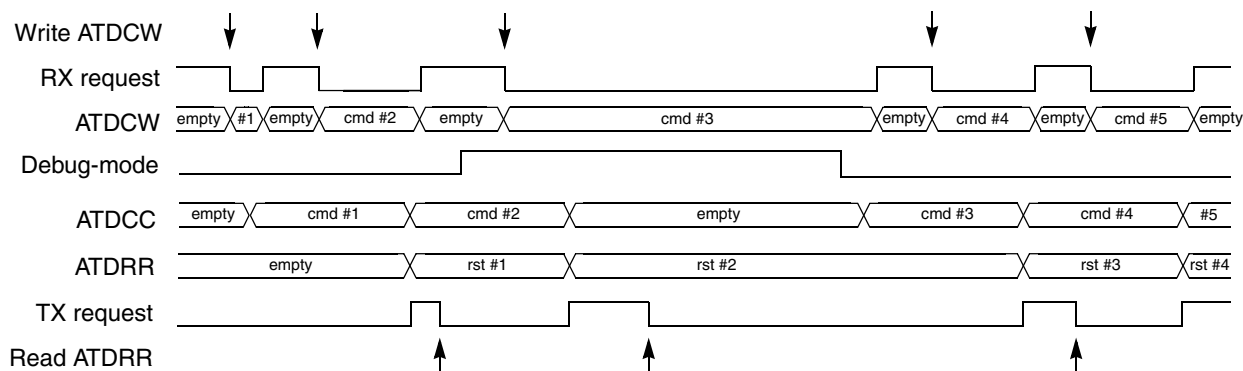 Write ATDCW
RX request
ATDCW empty #1 empty cmd #2 empty cmd #3 empty cmd #4 empty cmd #5 empty
Debug-mode
ATDCC empty cmd #1 cmd #2 empty cmd #3 cmd #4 #5
ATDRR empty rst #1 rst #2 rst #3 rst #4
TX request
Read ATDRR